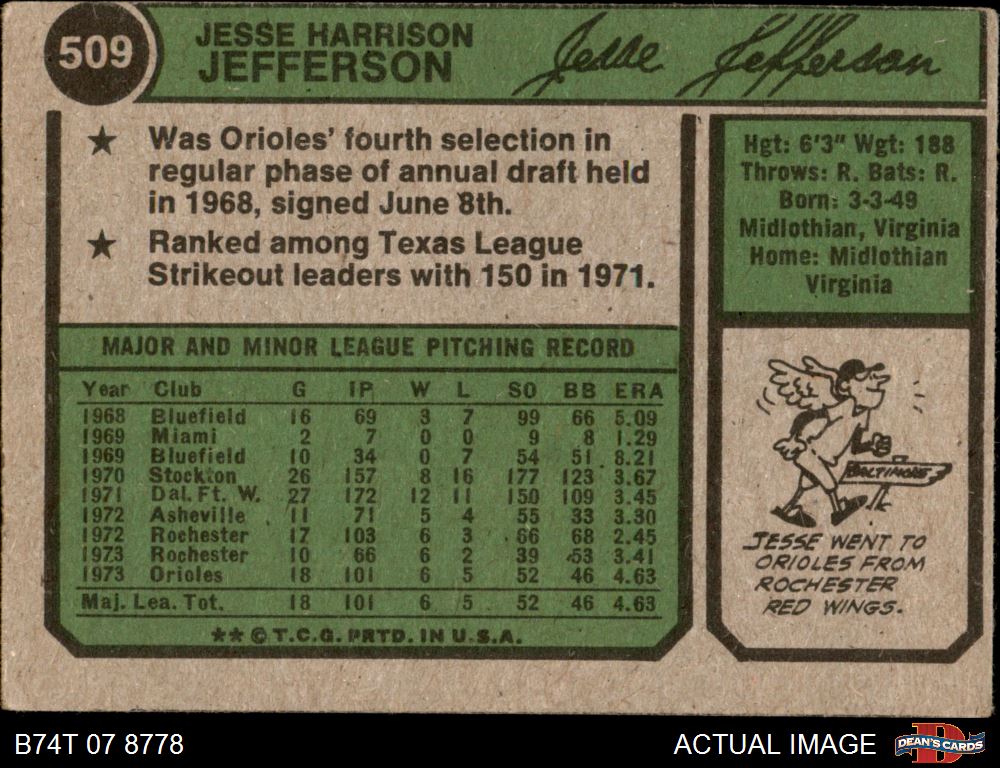 509
JESSE HARRISON
JEFFERSON
Jesse Jefferson
★ Was Orioles' fourth selection in
regular phase of annual draft held
in 1968, signed June 8th.
★ Ranked among Texas League
Strikeout leaders with 150 in 1971.
Hgt: 6'3" Wgt: 188
Throws: R. Bats: R.
Born: 3-3-49
Midlothian, Virginia
Home: Midlothian
Virginia
MAJOR AND MINOR LEAGUE PITCHING RECORD
Year Club G IP W L SO BB ERA
1968 Bluefield 16 69 3 7 99 66 5.09
1969 Miami 2 7 0 0 9 8 1.29
1969 Bluefield 10 34 0 7 54 51 8.21
1970 Stockton 26 157 8 16 177 123 3.67
1971 Dal. Ft. W. 27 172 12 11 150 109 3.45
1972 Asheville 11 71 5 4 55 33 3.30
1972 Rochester 17 103 6 3 66 68 2.45
1973 Rochester 10 66 6 2 39 53 3.41
1973 Orioles 18 101 6 5 52 46 4.63
Maj. Lea. Tot. 18 101 6 5 52 46 4.63
★★ © T.C.G. PRTD. IN U.S.A.
BALTIMORE
JESSE WENT TO
ORIOLES FROM
ROCHESTER
RED WINGS.
B74T 07 8778
ACTUAL IMAGE
D
DEAN'S CARDS